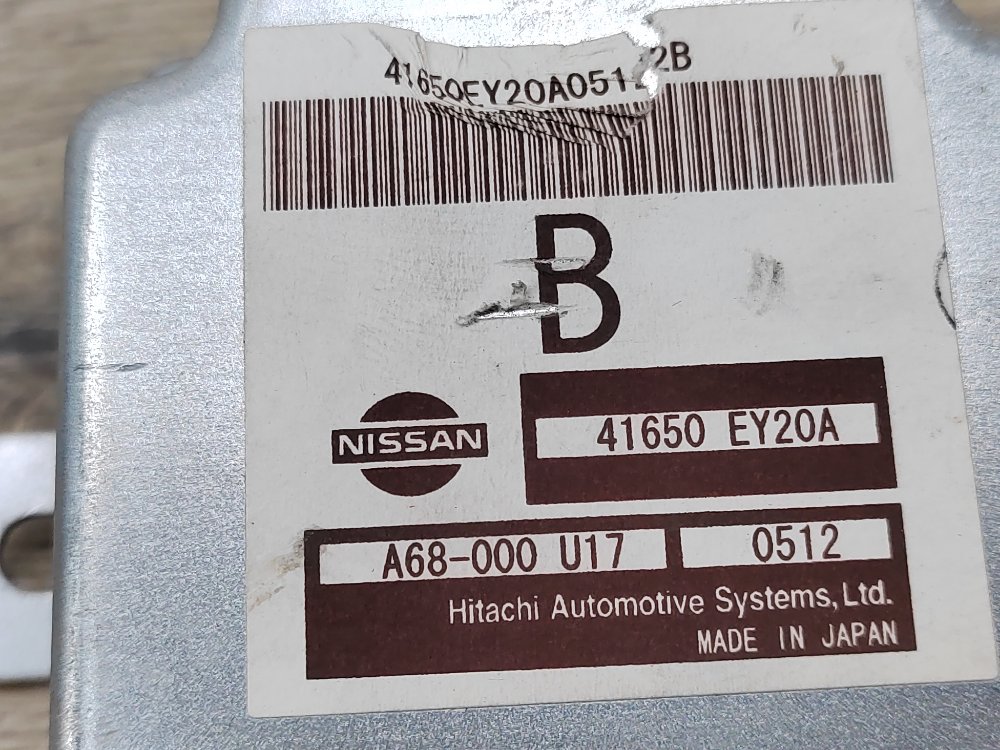 B
NISSAN
41650 EY20A
A68-000 U17 0512
Hitachi Automotive Systems, Ltd.
MADE IN JAPAN